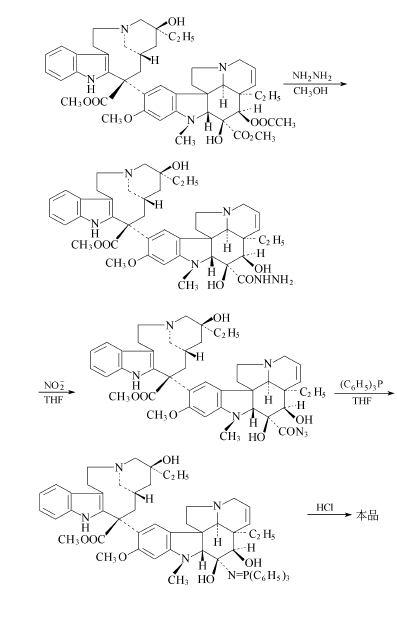 N
OH
C₂H₅
H
N
H
CH₃OOC
CH₃O
N
CH₃
N
H
C₂H₅
H
OOCCH₃
H
HO
CO₂CH₃
NH₂NH₂
CH₃OH
N
OH
C₂H₅
H
N
H
CH₃OOC
CH₃O
N
CH₃
N
H
C₂H₅
H
OH
H
HO
CONHNH₂
NO₂⁻
THF
N
OH
C₂H₅
H
N
H
CH₃OOC
CH₃O
N
CH₃
N
H
C₂H₅
H
OH
H
HO
CON₃
(C₆H₅)₃P
THF
N
OH
C₂H₅
H
N
H
CH₃OOC
CH₃O
N
CH₃
N
H
C₂H₅
H
OH
H
HO
N=P(C₆H₅)₃
HCl
本品